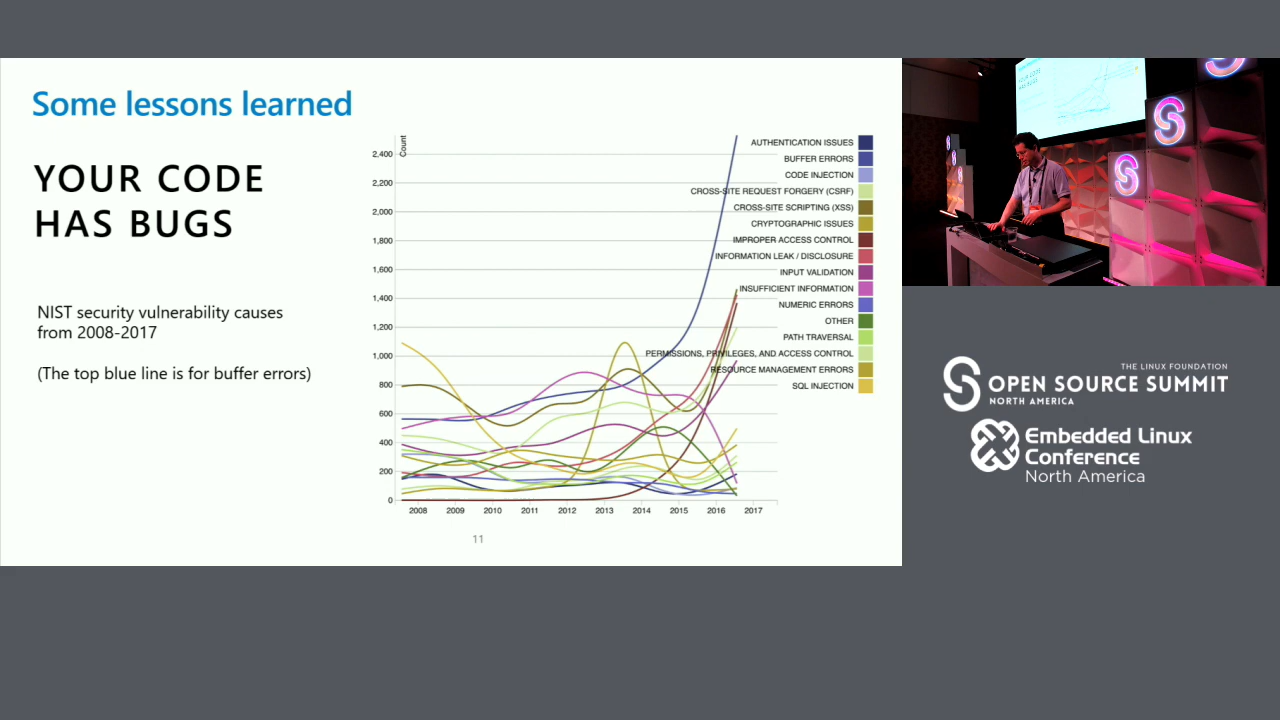 Some lessons learned
YOUR CODE
HAS BUGS
NIST security vulnerability causes
from 2008-2017
(The top blue line is for buffer errors)
Count
2,400
2,200
2,000
1,800
1,600
1,400
1,200
1,000
800
600
400
200
0
2008 2009 2010 2011 2012 2013 2014 2015 2016 2017
AUTHENTICATION ISSUES
BUFFER ERRORS
CODE INJECTION
CROSS-SITE REQUEST FORGERY (CSRF)
CROSS-SITE SCRIPTING (XSS)
CRYPTOGRAPHIC ISSUES
IMPROPER ACCESS CONTROL
INFORMATION LEAK / DISCLOSURE
INPUT VALIDATION
INSUFFICIENT INFORMATION
NUMERIC ERRORS
OTHER
PATH TRAVERSAL
PERMISSIONS, PRIVILEGES, AND ACCESS CONTROL
RESOURCE MANAGEMENT ERRORS
SQL INJECTION
11
YOUR CODE
HAS BUGS
THE LINUX FOUNDATION
OPEN SOURCE SUMMIT
NORTH AMERICA
Embedded Linux
Conference
North America